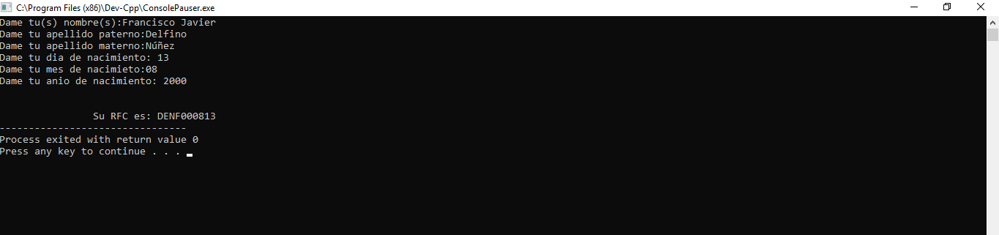 C:\Program Files (x86)\Dev-Cpp\ConsolePauser.exe
Dame tu(s) nombre(s):Francisco Javier
Dame tu apellido paterno:Delfino
Dame tu apellido materno:Núñez
Dame tu dia de nacimiento: 13
Dame tu mes de nacimieto:08
Dame tu anio de nacimiento: 2000
Su RFC es: DENF000813
--------------------------------
Process exited with return value 0
Press any key to continue . . .